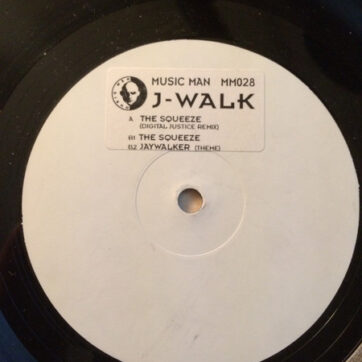 MUSIC MAN MM028
J-WALK
A THE SQUEEZE
(DIGITAL JUSTICE REMIX)
B1 THE SQUEEZE
B2 JAYWALKER (THEME)